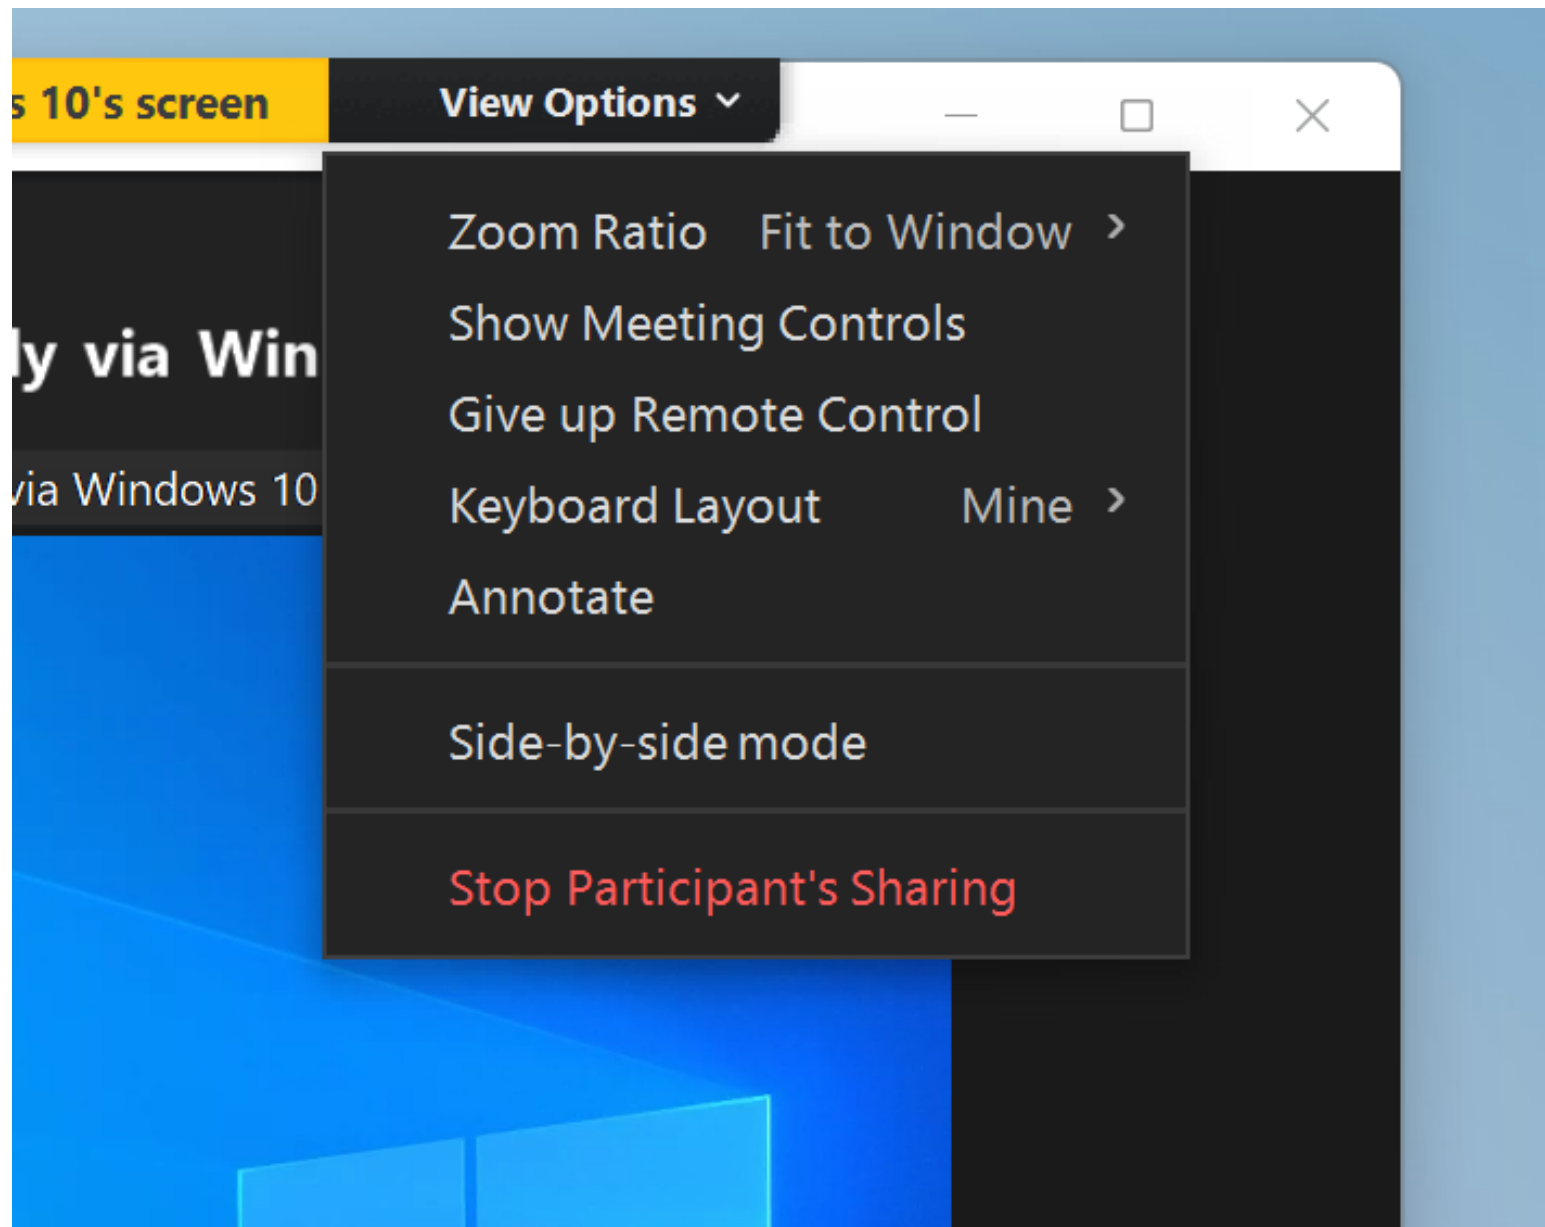 s 10's screen
View Options
Zoom Ratio Fit to Window
Show Meeting Controls
ly via Win
Give up Remote Control
via Windows 10
Keyboard Layout Mine
Annotate
Side-by-side mode
Stop Participant's Sharing